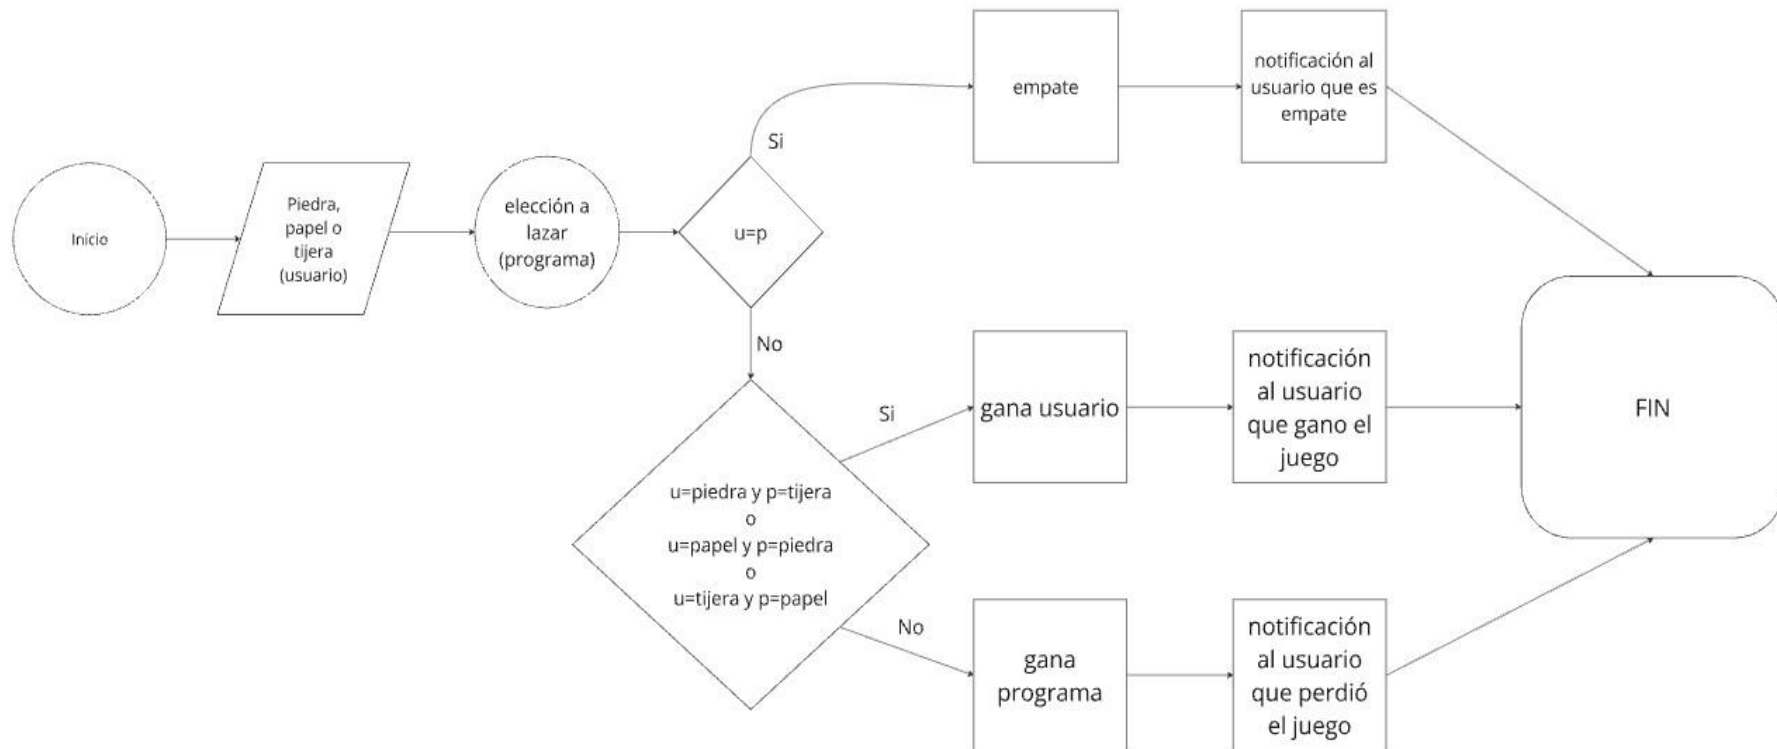 Inicio
Piedra,
papel o
tijera
(usuario)
elección a
lazar
(programa)
u=p
Si
empate
notificación al
usuario que es
empate
No
u=piedra y p=tijera
o
u=papel y p=piedra
o
u=tijera y p=papel
Si
gana usuario
notificación
al usuario
que gano el
juego
No
gana
programa
notificación
al usuario
que perdió
el juego
FIN